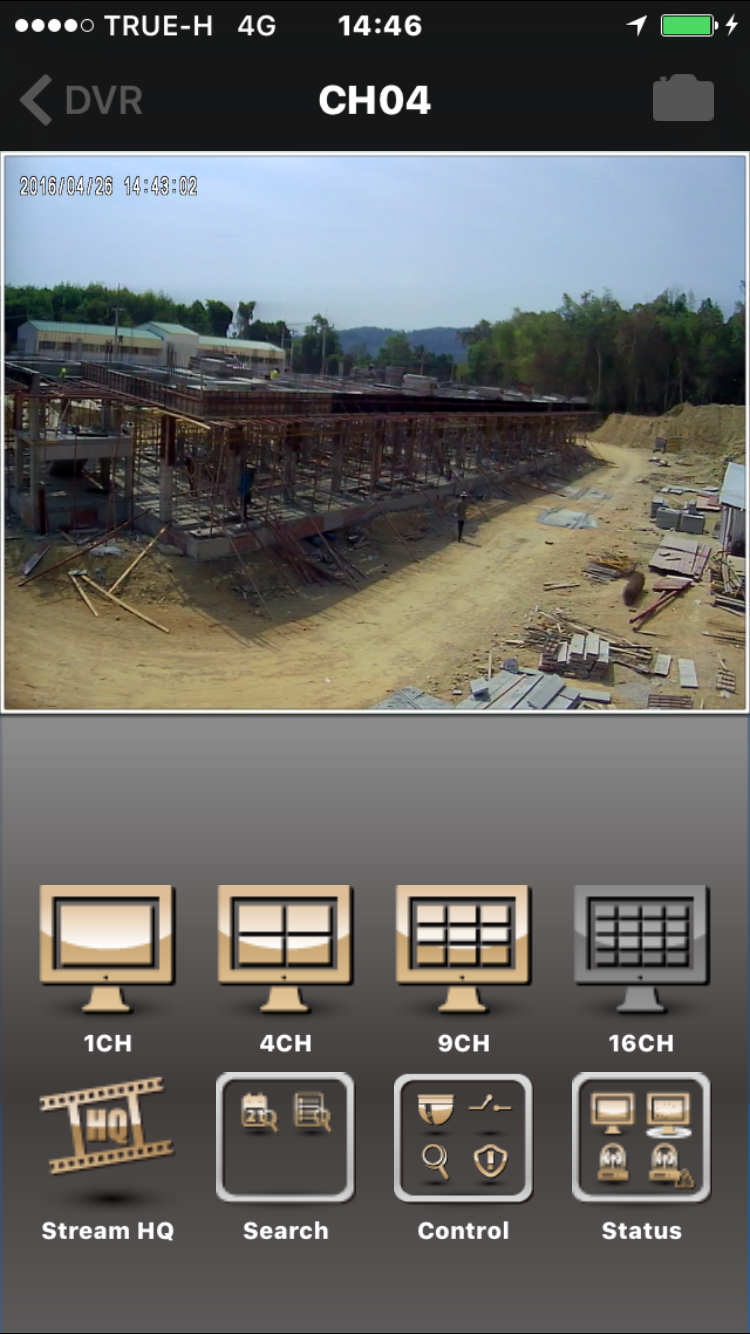 TRUE-H 4G 14:46
DVR CH04
2016/04/26 14:43:02
1CH 4CH 9CH 16CH
HQ 21
Stream HQ Search Control Status